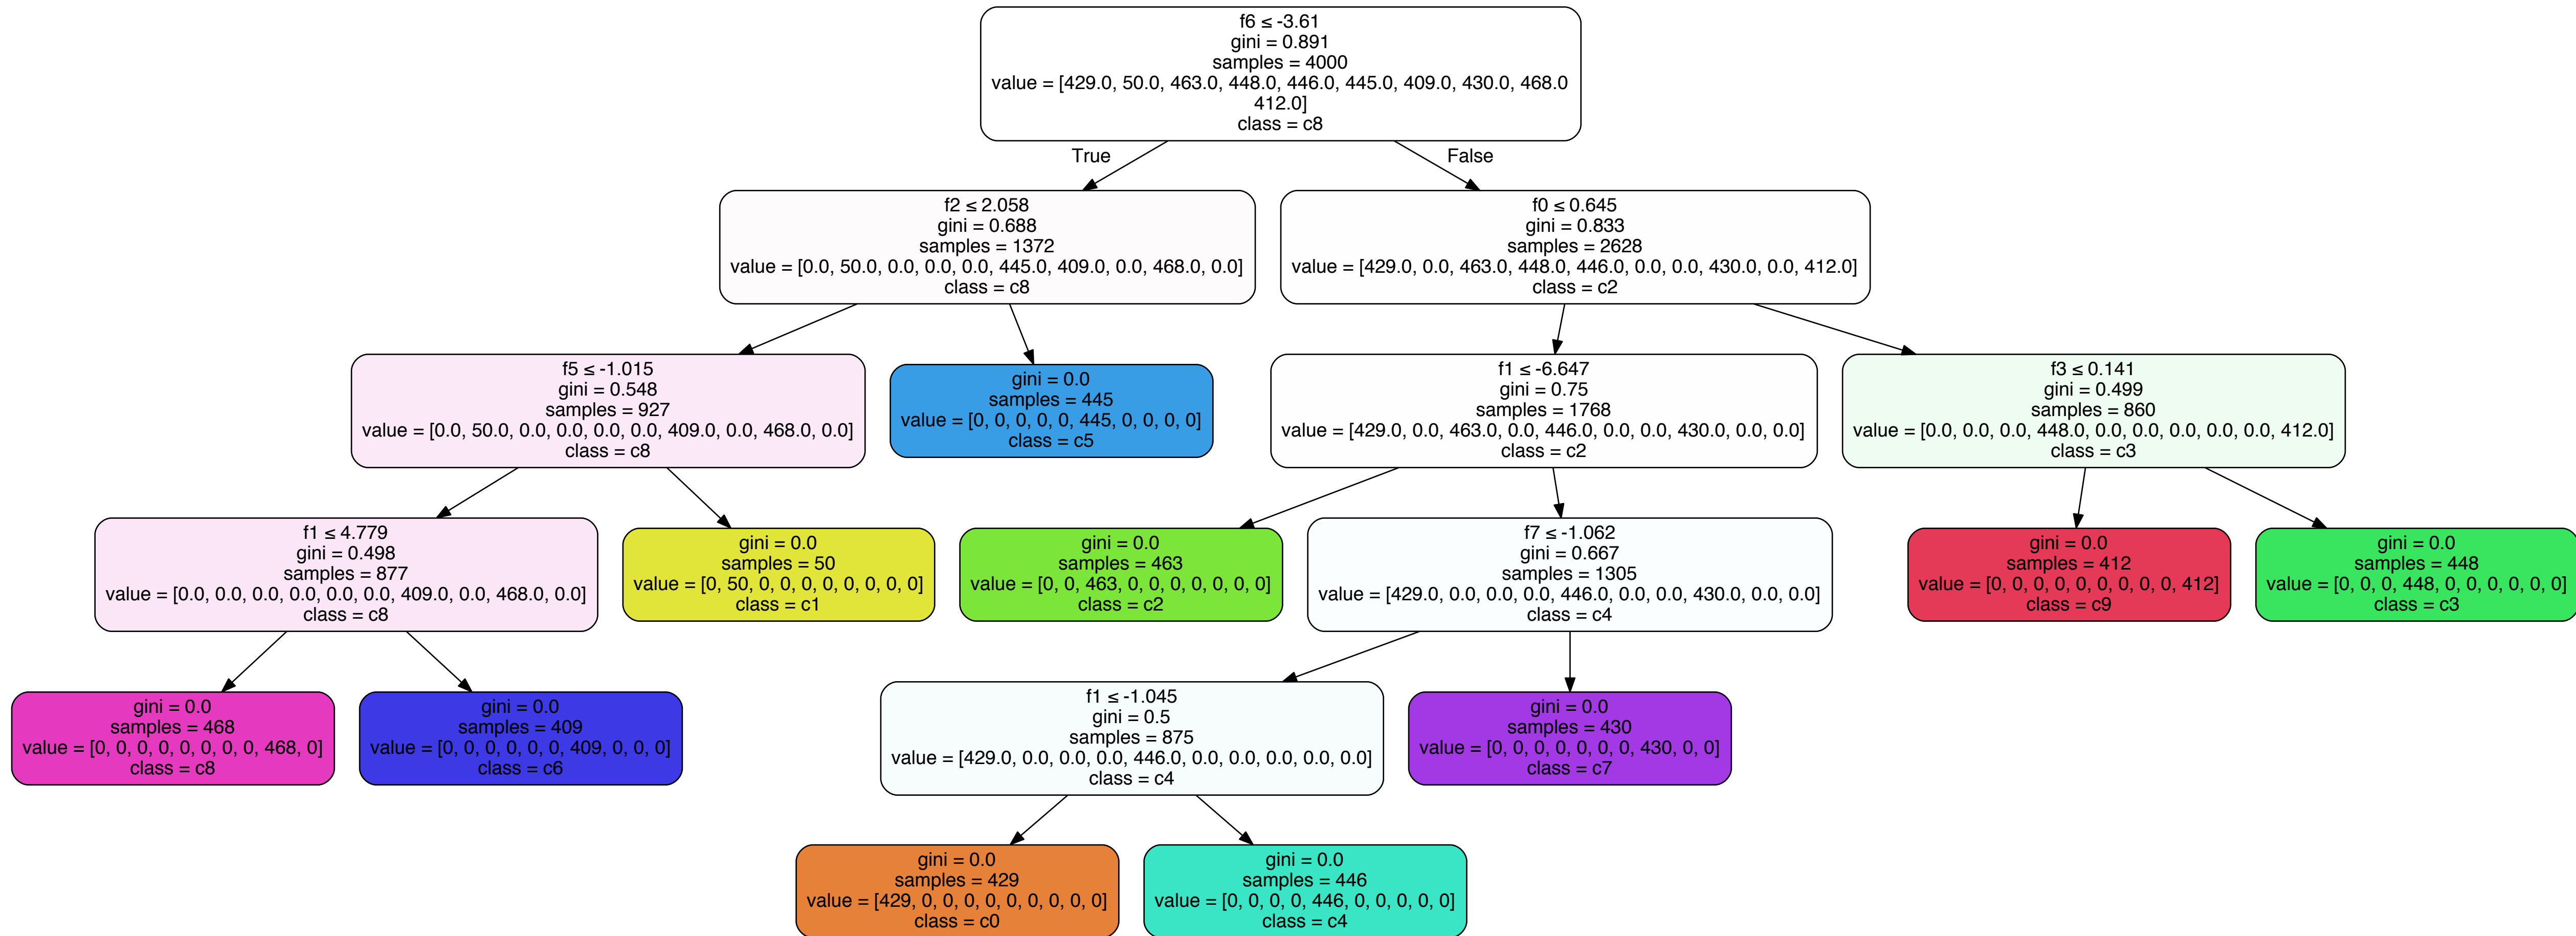 f6 ≤ -3.61
gini = 0.891
samples = 4000
value = [429.0, 50.0, 463.0, 448.0, 446.0, 445.0, 409.0, 430.0, 468.0
412.0]
class = c8
True
False
f2 ≤ 2.058
gini = 0.688
samples = 1372
value = [0.0, 50.0, 0.0, 0.0, 0.0, 445.0, 409.0, 0.0, 468.0, 0.0]
class = c8
f0 ≤ 0.645
gini = 0.833
samples = 2628
value = [429.0, 0.0, 463.0, 448.0, 446.0, 0.0, 0.0, 430.0, 0.0, 412.0]
class = c2
f5 ≤ -1.015
gini = 0.548
samples = 927
value = [0.0, 50.0, 0.0, 0.0, 0.0, 0.0, 409.0, 0.0, 468.0, 0.0]
class = c8
gini = 0.0
samples = 445
value = [0, 0, 0, 0, 0, 445, 0, 0, 0, 0]
class = c5
f1 ≤ -6.647
gini = 0.75
samples = 1768
value = [429.0, 0.0, 463.0, 0.0, 446.0, 0.0, 0.0, 430.0, 0.0, 0.0]
class = c2
f3 ≤ 0.141
gini = 0.499
samples = 860
value = [0.0, 0.0, 0.0, 448.0, 0.0, 0.0, 0.0, 0.0, 0.0, 412.0]
class = c3
f1 ≤ 4.779
gini = 0.498
samples = 877
value = [0.0, 0.0, 0.0, 0.0, 0.0, 0.0, 409.0, 0.0, 468.0, 0.0]
class = c8
gini = 0.0
samples = 50
value = [0, 50, 0, 0, 0, 0, 0, 0, 0, 0]
class = c1
gini = 0.0
samples = 463
value = [0, 0, 463, 0, 0, 0, 0, 0, 0, 0]
class = c2
f7 ≤ -1.062
gini = 0.667
samples = 1305
value = [429.0, 0.0, 0.0, 0.0, 446.0, 0.0, 0.0, 430.0, 0.0, 0.0]
class = c4
gini = 0.0
samples = 412
value = [0, 0, 0, 0, 0, 0, 0, 0, 0, 412]
class = c9
gini = 0.0
samples = 448
value = [0, 0, 0, 448, 0, 0, 0, 0, 0, 0]
class = c3
gini = 0.0
samples = 468
value = [0, 0, 0, 0, 0, 0, 0, 0, 468, 0]
class = c8
gini = 0.0
samples = 409
value = [0, 0, 0, 0, 0, 0, 409, 0, 0, 0]
class = c6
f1 ≤ -1.045
gini = 0.5
samples = 875
value = [429.0, 0.0, 0.0, 0.0, 446.0, 0.0, 0.0, 0.0, 0.0, 0.0]
class = c4
gini = 0.0
samples = 430
value = [0, 0, 0, 0, 0, 0, 0, 430, 0, 0]
class = c7
gini = 0.0
samples = 429
value = [429, 0, 0, 0, 0, 0, 0, 0, 0, 0]
class = c0
gini = 0.0
samples = 446
value = [0, 0, 0, 0, 446, 0, 0, 0, 0, 0]
class = c4